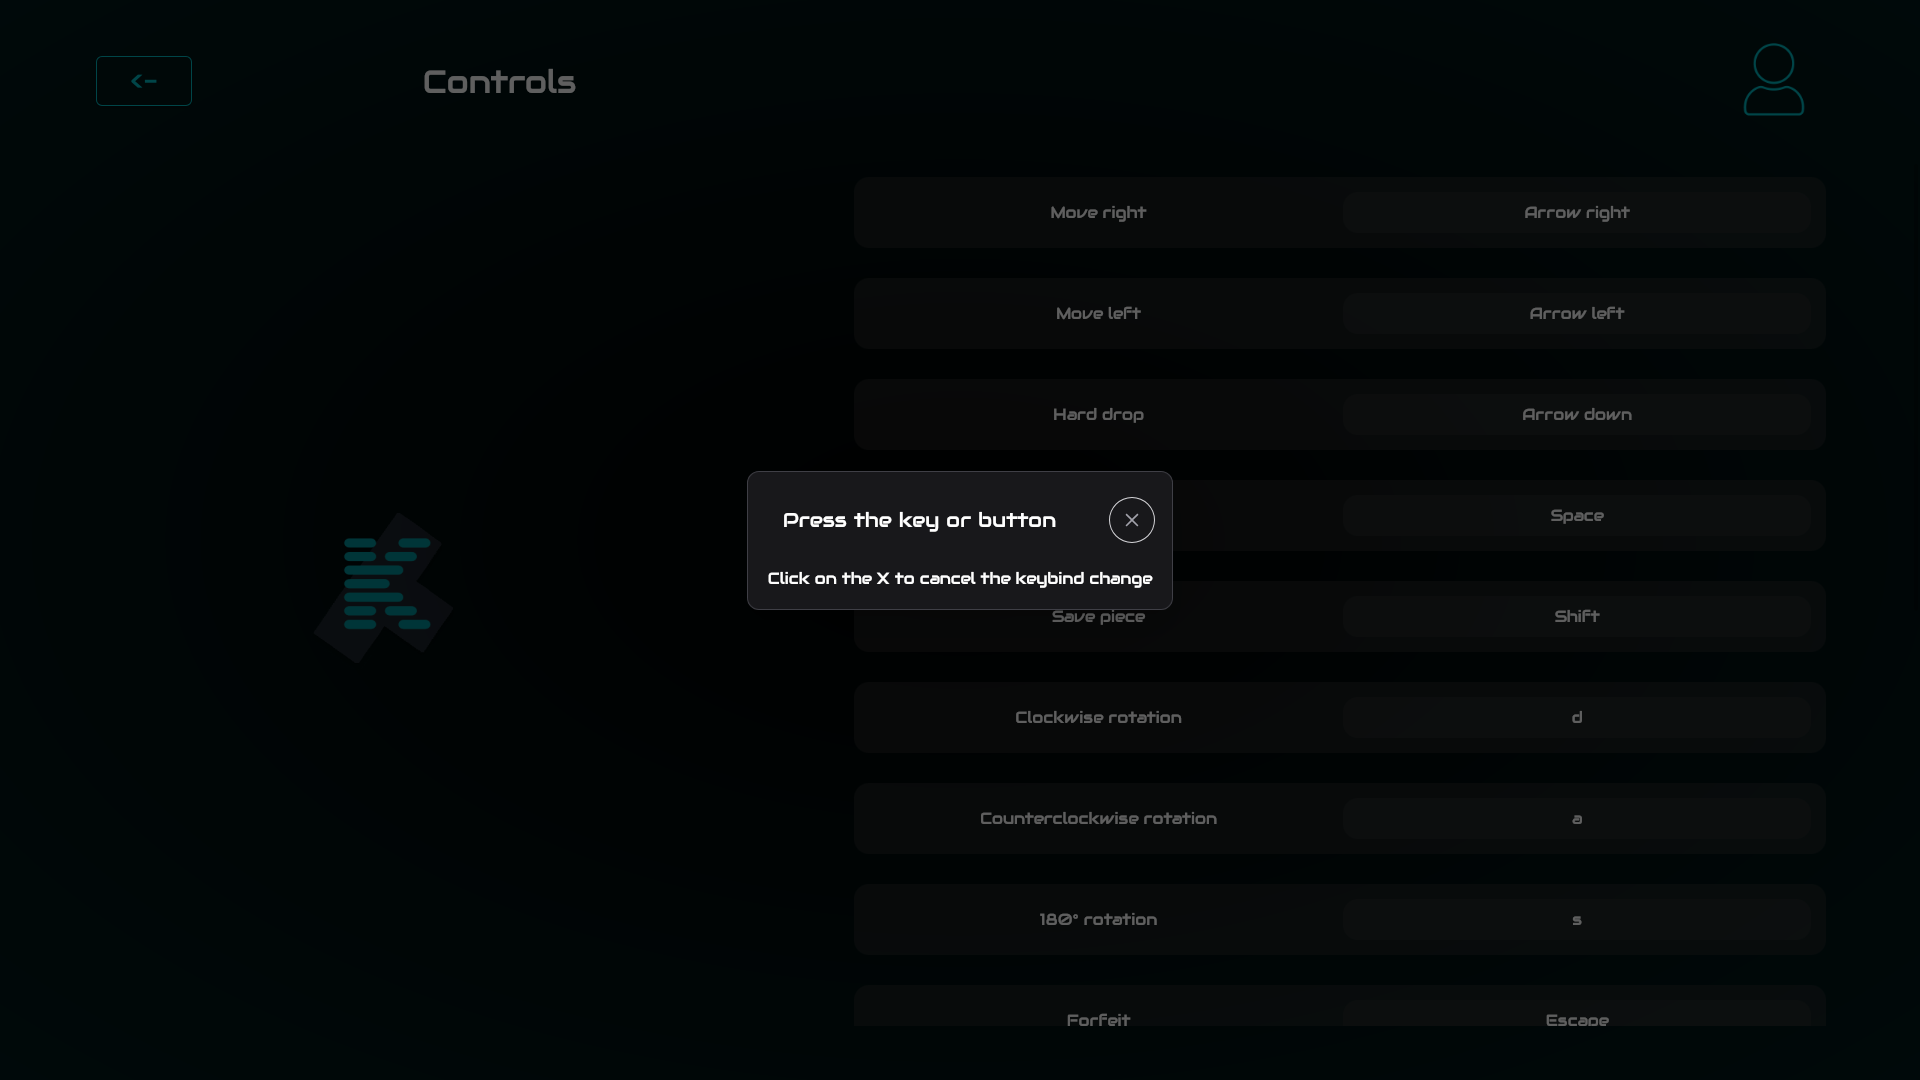 <-
Controls
Move right
Arrow right
Move left
Arrow left
Hard drop
Arrow down
Space
Press the key or button
Click on the X to cancel the keybind change
Save piece
Shift
Clockwise rotation
d
Counterclockwise rotation
a
180° rotation
s
Forfeit
Escape